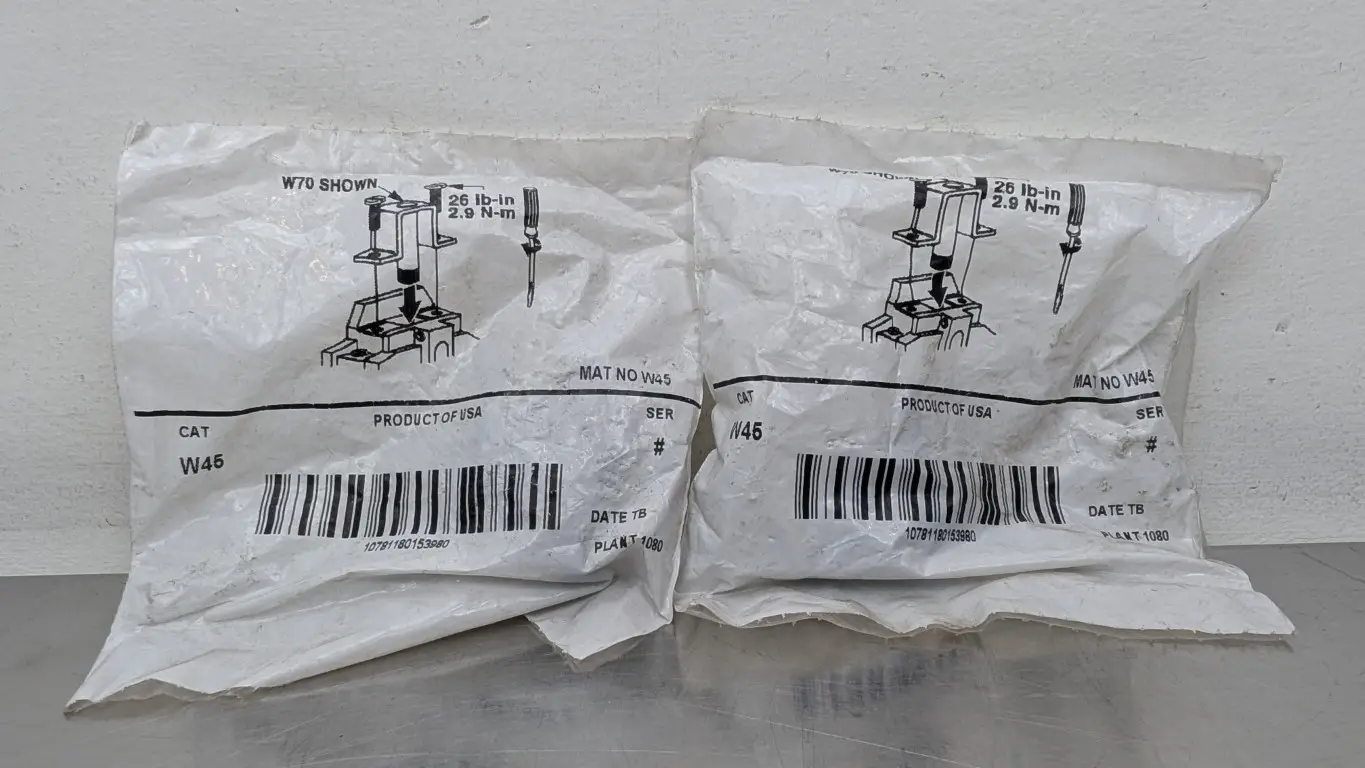 W70 SHOWN
26 lb-in
2.9 N-m
MAT NO W45
PRODUCT OF USA
CAT
SER
W45
#
10781180153980
DATE TB
PLANT 1080
26 lb-in
2.9 N-m
MAT NO W45
CAT
PRODUCT OF USA
SER
W45
#
10781180153980
DATE TB
PLANT 1080